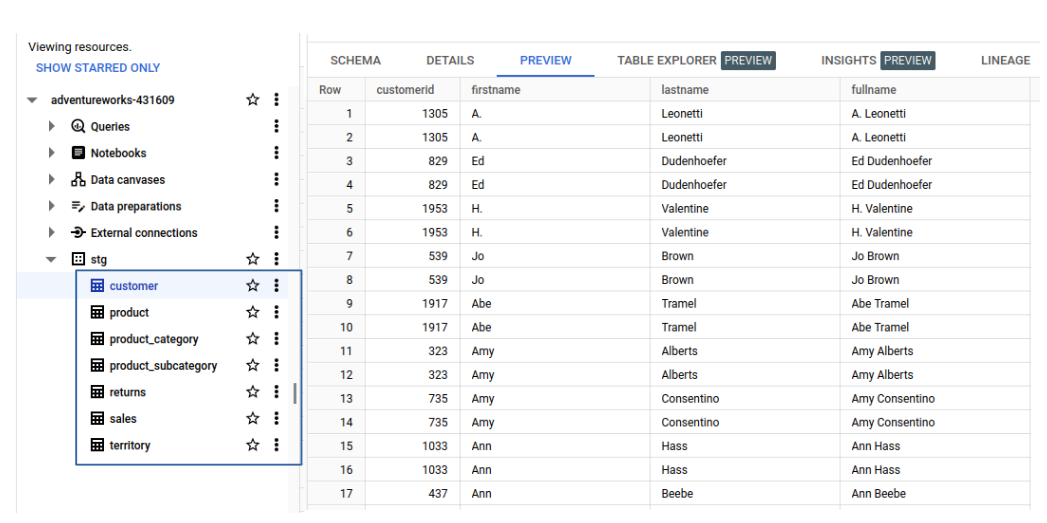 Viewing resources.
SHOW STARRED ONLY
adventureworks-431609
Queries
Notebooks
Data canvases
Data preparations
External connections
stg
customer
product
product_category
product_subcategory
returns
sales
territory
SCHEMA DETAILS PREVIEW TABLE EXPLORER PREVIEW INSIGHTS PREVIEW LINEAGE
Row customerid firstname lastname fullname
1 1305 A. Leonetti A. Leonetti
2 1305 A. Leonetti A. Leonetti
3 829 Ed Dudenhoefer Ed Dudenhoefer
4 829 Ed Dudenhoefer Ed Dudenhoefer
5 1953 H. Valentine H. Valentine
6 1953 H. Valentine H. Valentine
7 539 Jo Brown Jo Brown
8 539 Jo Brown Jo Brown
9 1917 Abe Tramel Abe Tramel
10 1917 Abe Tramel Abe Tramel
11 323 Amy Alberts Amy Alberts
12 323 Amy Alberts Amy Alberts
13 735 Amy Consentino Amy Consentino
14 735 Amy Consentino Amy Consentino
15 1033 Ann Hass Ann Hass
16 1033 Ann Hass Ann Hass
17 437 Ann Beebe Ann Beebe